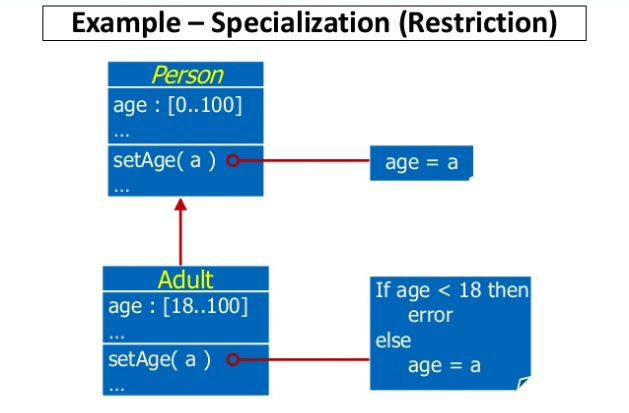 Example – Specialization (Restriction)
Person
age : [0..100]
...
setAge( a )
...
age = a
Adult
age : [18..100]
...
setAge( a )
...
If age < 18 then
error
else
age = a